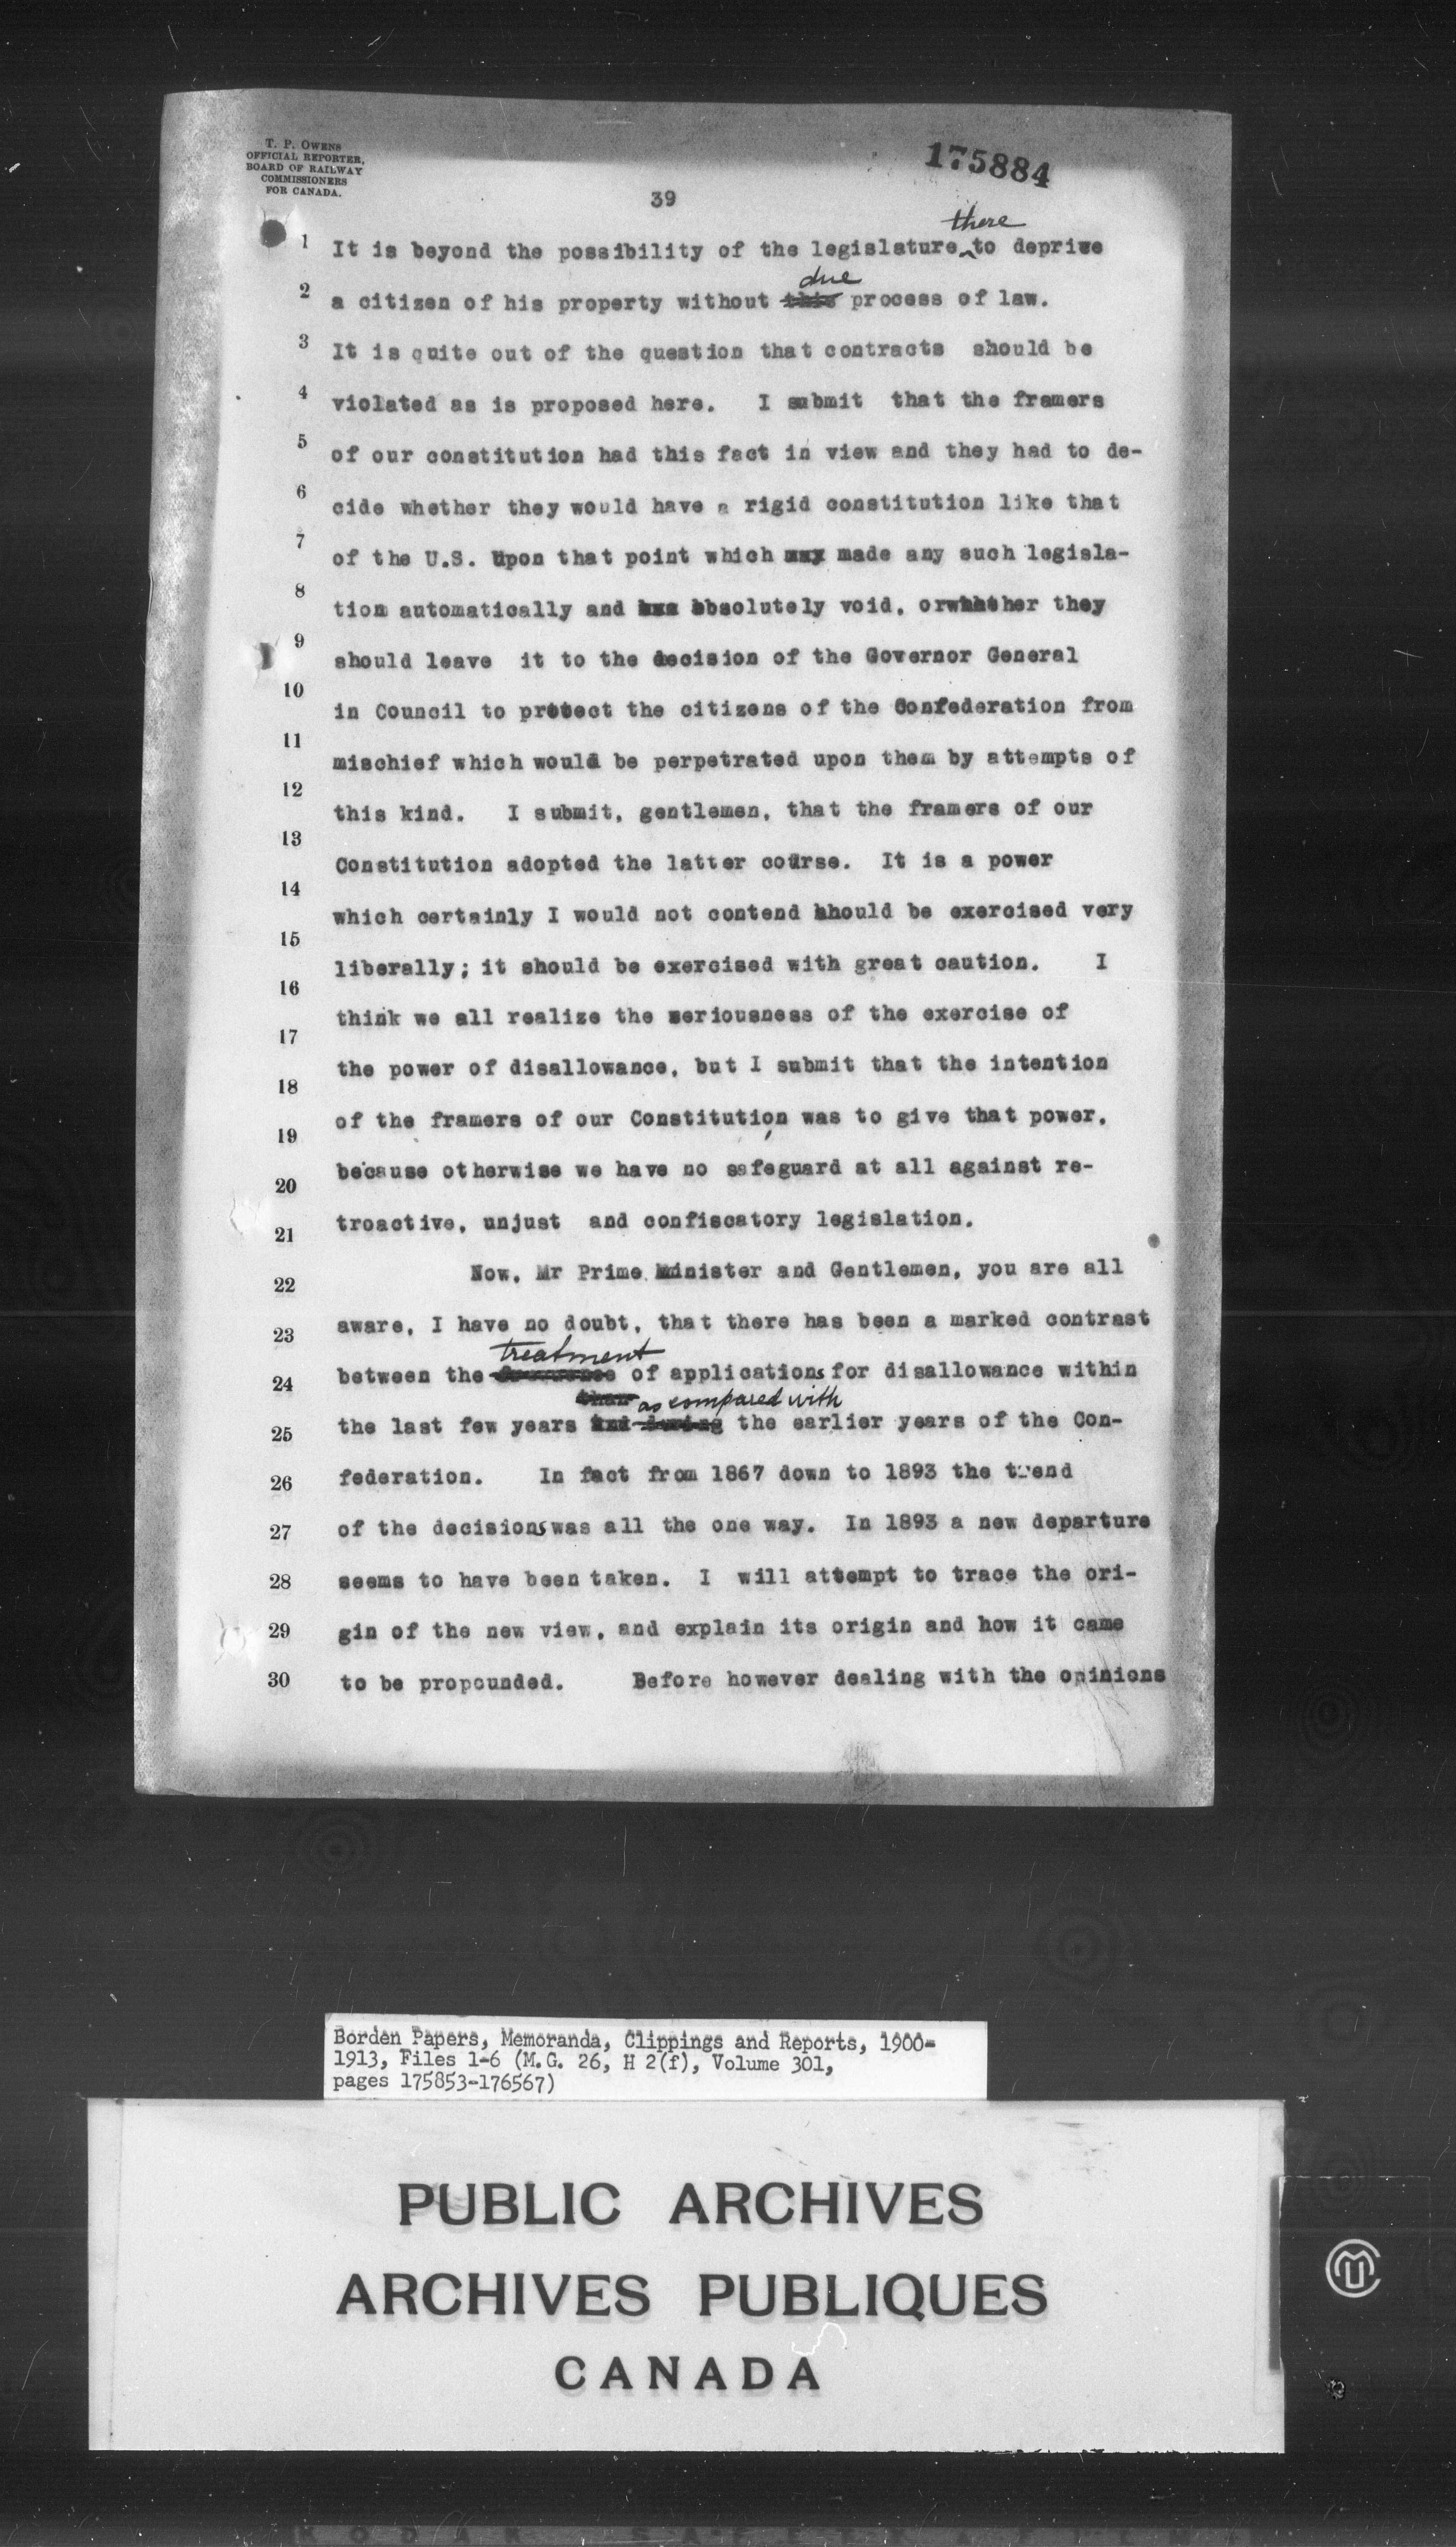 T. P. OWENS
OFFICIAL REPORTER,
BOARD OF RAILWAY
COMMISSIONERS
FOR CANADA.
175884
39
there
1 It is beyond the possibility of the legislature ^ to deprive
due
2 a citizen of his property without this process of law.
3 It is quite out of the question that contracts should be
4 violated as is proposed here. I submit that the framers
5 of our constitution had this fact in view and they had to de-
6 cide whether they would have a rigid constitution like that
7 of the U.S. Upon that point which made any such legisla-
8 tion automatically and absolutely void, or whether they
9 should leave it to the decision of the Governor General
10 in Council to protect the citizens of the Confederation from
11 mischief which would be perpetrated upon them by attempts of
12 this kind. I submit, gentlemen, that the framers of our
13 Constitution adopted the latter course. It is a power
14 which certainly I would not contend should be exercised very
15 liberally; it should be exercised with great caution. I
16 think we all realize the seriousness of the exercise of
17 the power of disallowance, but I submit that the intention
18 of the framers of our Constitution was to give that power,
19 because otherwise we have no safeguard at all against re-
20
21 troactive, unjust and confiscatory legislation.
22 Now, Mr Prime Minister and Gentlemen, you are all
23 aware, I have no doubt, that there has been a marked contrast
treatment
24 between the of applications for disallowance within
than as compared with
25 the last few years and during the earlier years of the Con-
26 federation. In fact from 1867 down to 1893 the trend
27 of the decisions was all the one way. In 1893 a new departure
28 seems to have been taken. I will attempt to trace the ori-
29 gin of the new view, and explain its origin and how it came
30 to be propounded. Before however dealing with the opinions
Borden Papers, Memoranda, Clippings and Reports, 1900-
1913, Files 1-6 (M.G. 26, H 2(f), Volume 301,
pages 175853-176567)
PUBLIC ARCHIVES
ARCHIVES PUBLIQUES
CANADA